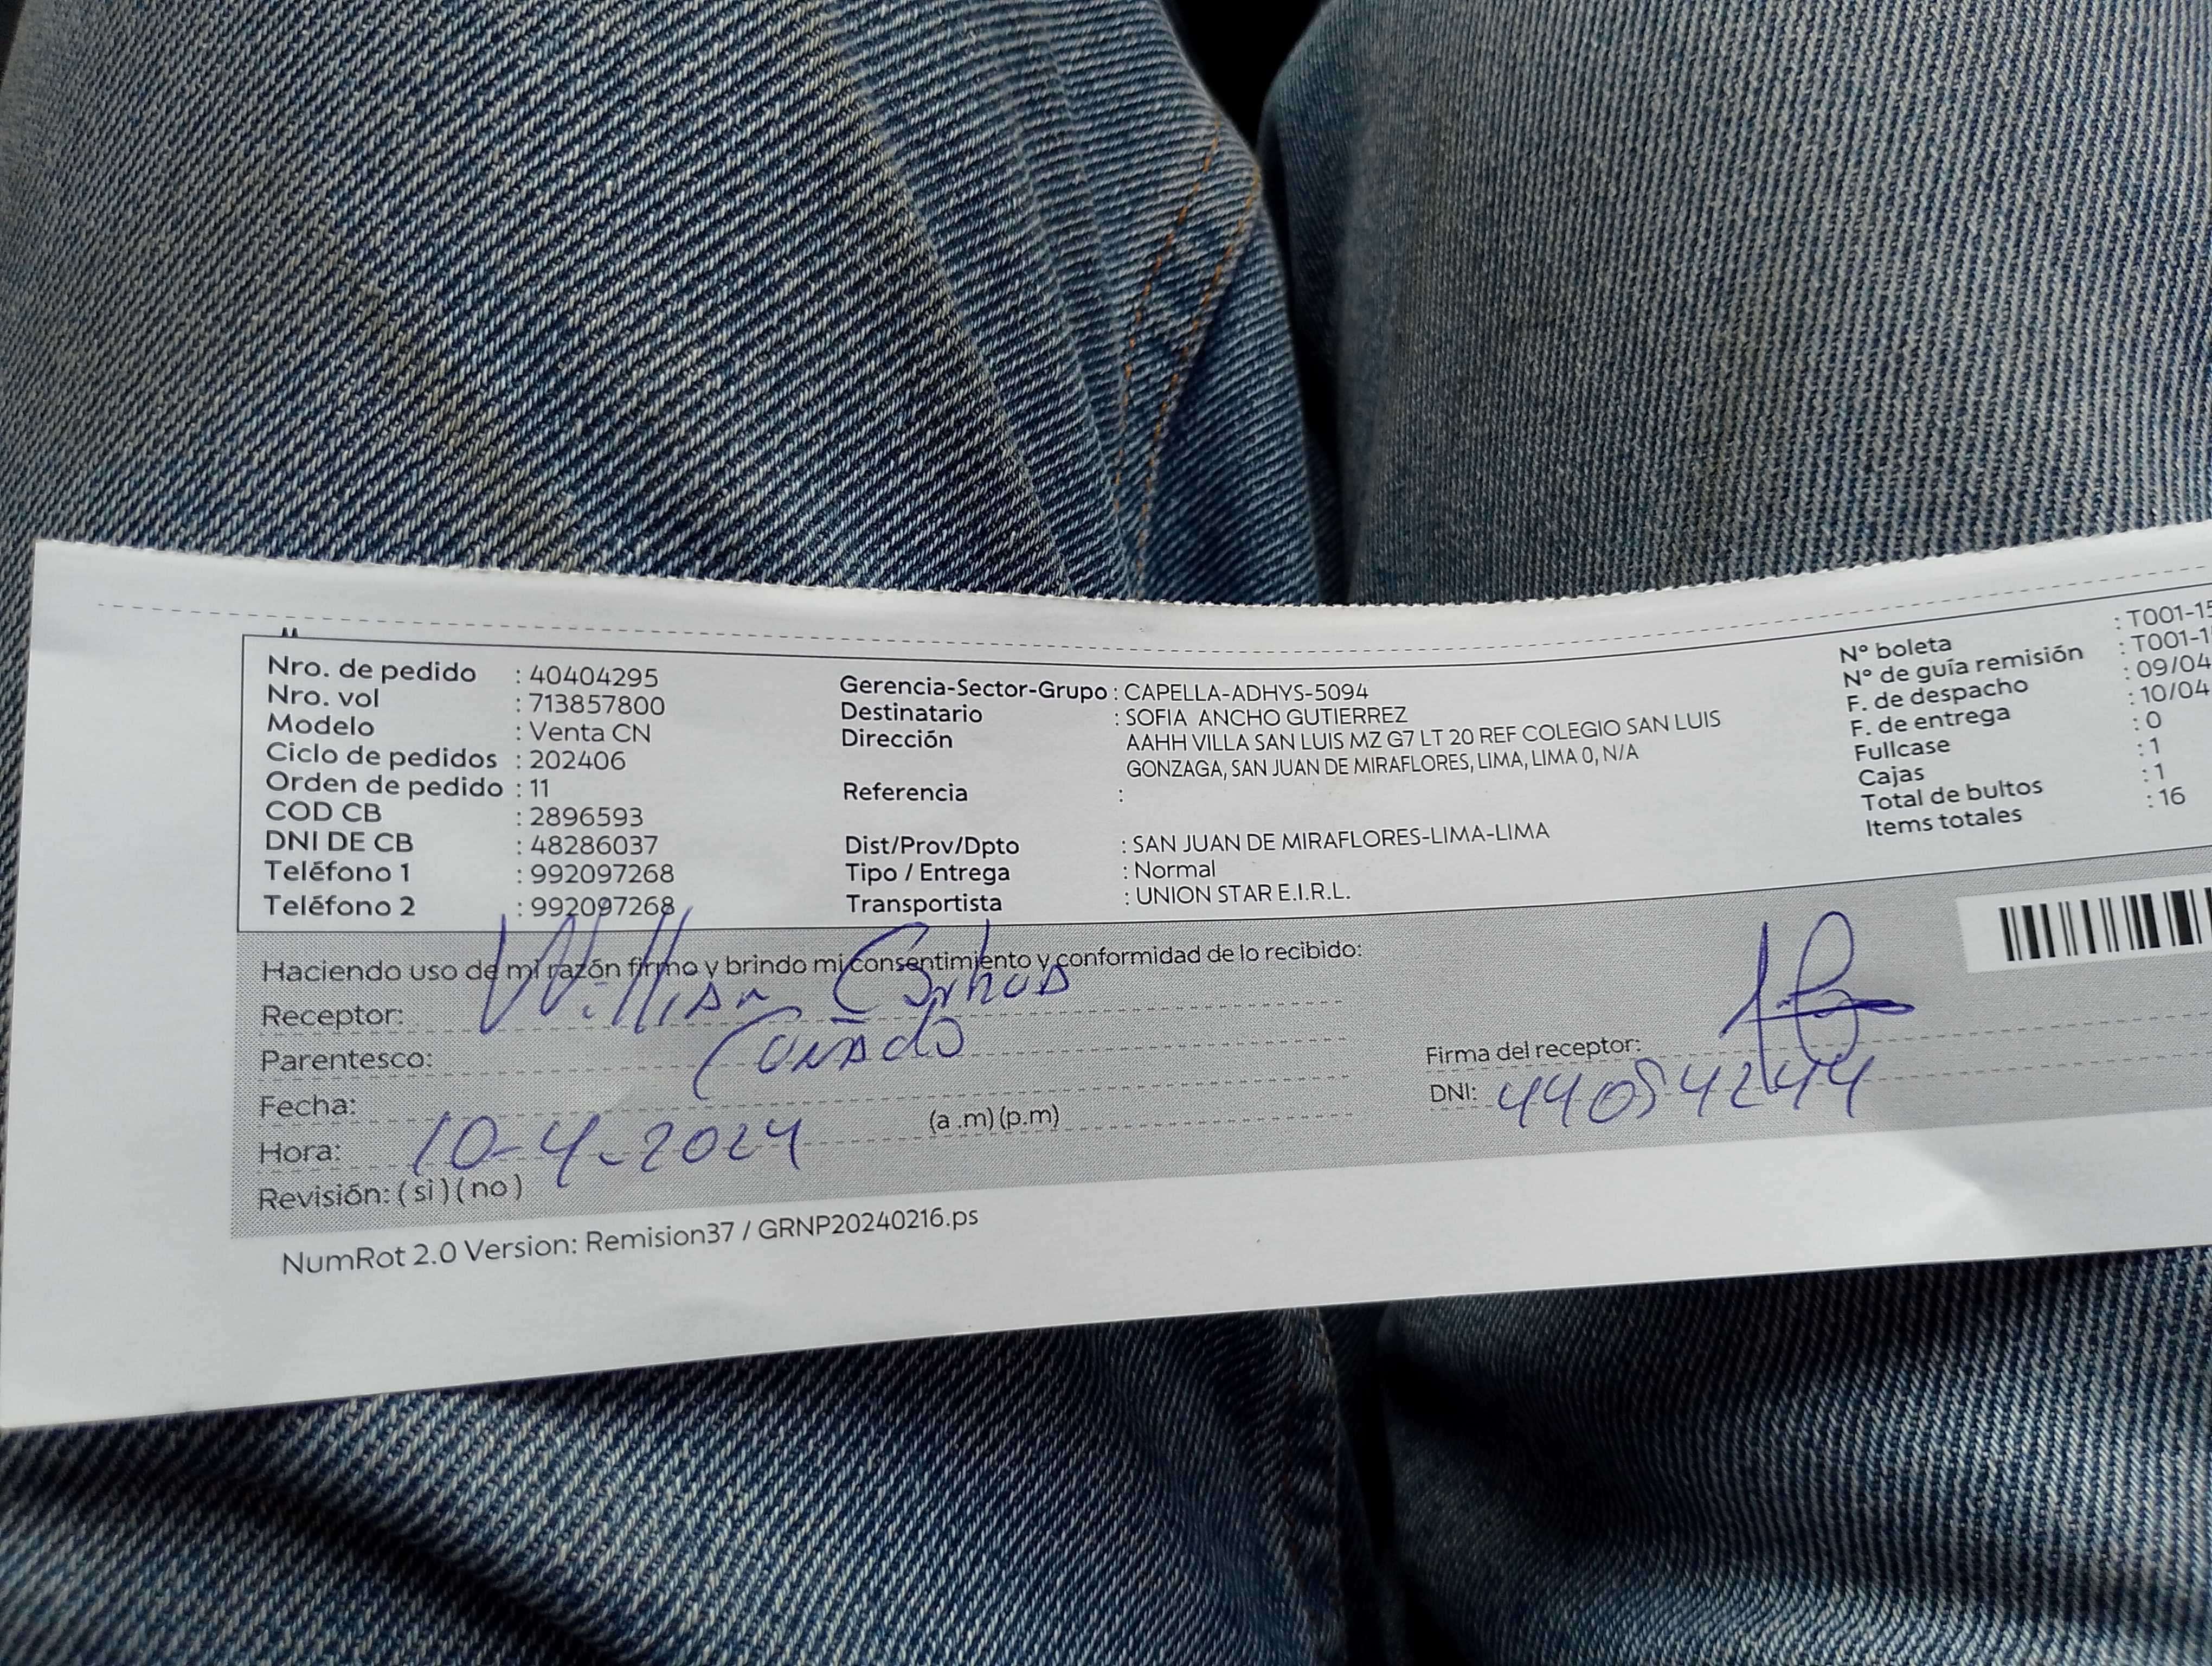 Nro. de pedido : 40404295
Nro. vol : 713857800
Modelo : Venta CN
Ciclo de pedidos : 202406
Orden de pedido : 11
COD CB : 2896593
DNI DE CB : 48286037
Teléfono 1 : 992097268
Teléfono 2 : 992097268
Gerencia-Sector-Grupo : CAPELLA-ADHYS-5094
Destinatario : SOFIA ANCHO GUTIERREZ
Dirección AAHH VILLA SAN LUIS MZ G7 LT 20 REF COLEGIO SAN LUIS
GONZAGA, SAN JUAN DE MIRAFLORES, LIMA, LIMA 0, N/A
Referencia :
Dist/Prov/Dpto : SAN JUAN DE MIRAFLORES-LIMA-LIMA
Tipo / Entrega : Normal
Transportista : UNION STAR E.I.R.L.
N° boleta : T001-15
N° de guía remisión : T001-1
F. de despacho : 09/04
F. de entrega : 10/04
Fullcase : 0
Cajas : 1
Total de bultos : 1
Items totales : 16
Haciendo uso de mi razón firmo y brindo mi consentimiento y conformidad de lo recibido:
Receptor: Willian
Parentesco: Cuñado
Fecha:
Hora: 10-4-2024 (a .m) (p.m)
Revisión: ( si ) ( no )
Firma del receptor:
DNI: 44054244
NumRot 2.0 Version: Remision37 / GRNP20240216.ps